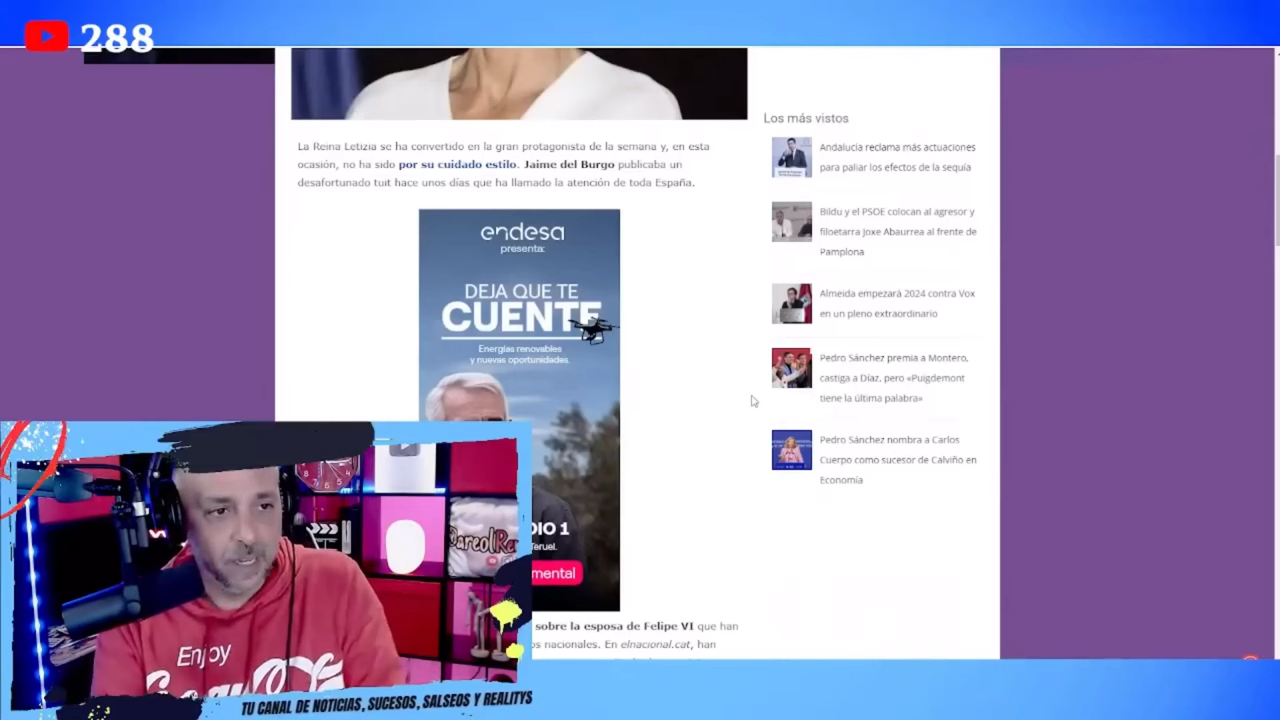 288
La Reina Letizia se ha convertido en la gran protagonista de la semana y, en esta
ocasión, no ha sido por su cuidado estilo. Jaime del Burgo publicaba un
desafortunado tuit hace unos días que ha llamado la atención de toda España.
endesa
presenta:
DEJA QUE TE
CUENTE
Energías renovables
y nuevas oportunidades.
DIO 1
Teruel.
mental
sobre la esposa de Felipe VI que han
os nacionales. En elnacional.cat, han
Los más vistos
Andalucía reclama más actuaciones
para paliar los efectos de la sequía
Bildu y el PSOE colocan al agresor y
filoetarra Joxe Abaurrea al frente de
Pamplona
Almeida empezará 2024 contra Vox
en un pleno extraordinario
Pedro Sánchez premia a Montero,
castiga a Díaz, pero «Puigdemont
tiene la última palabra»
Pedro Sánchez nombra a Carlos
Cuerpo como sucesor de Calviño en
Economía
Enjoy
TU CANAL DE NOTICIAS, SUCESOS, SALSEOS Y REALITYS